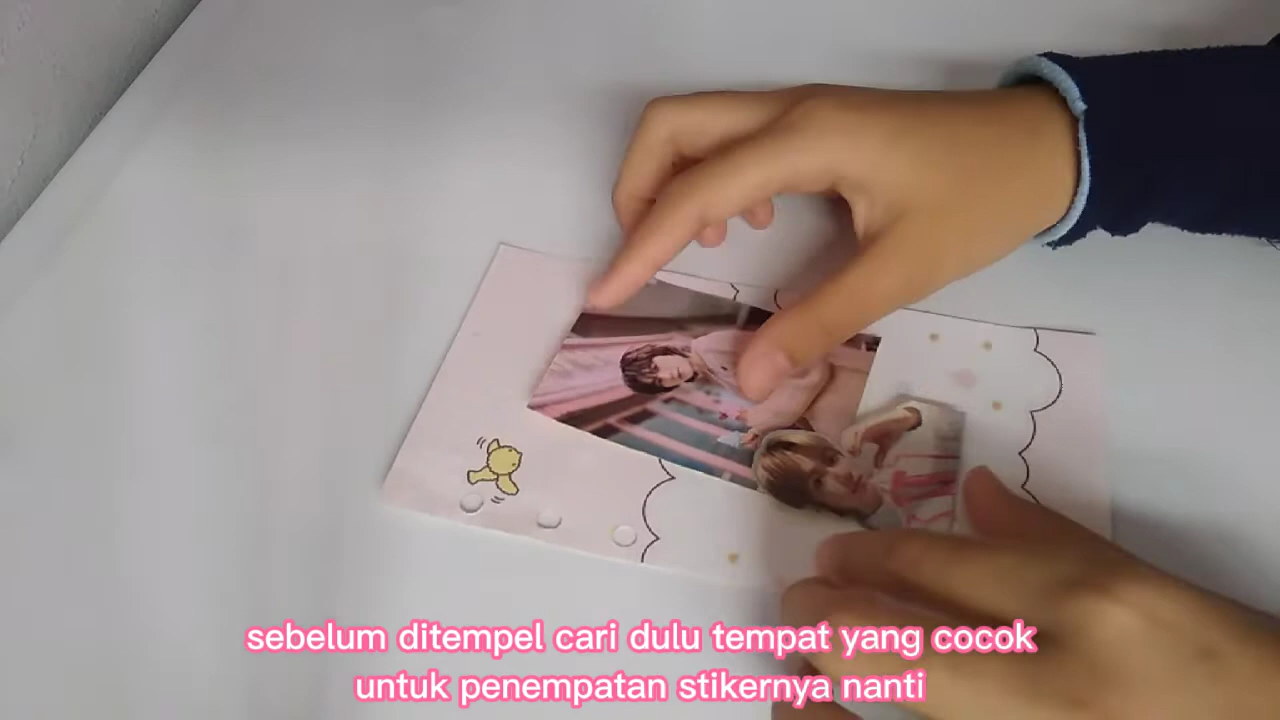 sebelum ditempel cari dulu tempat yang cocok
untuk penempatan stikernya nanti